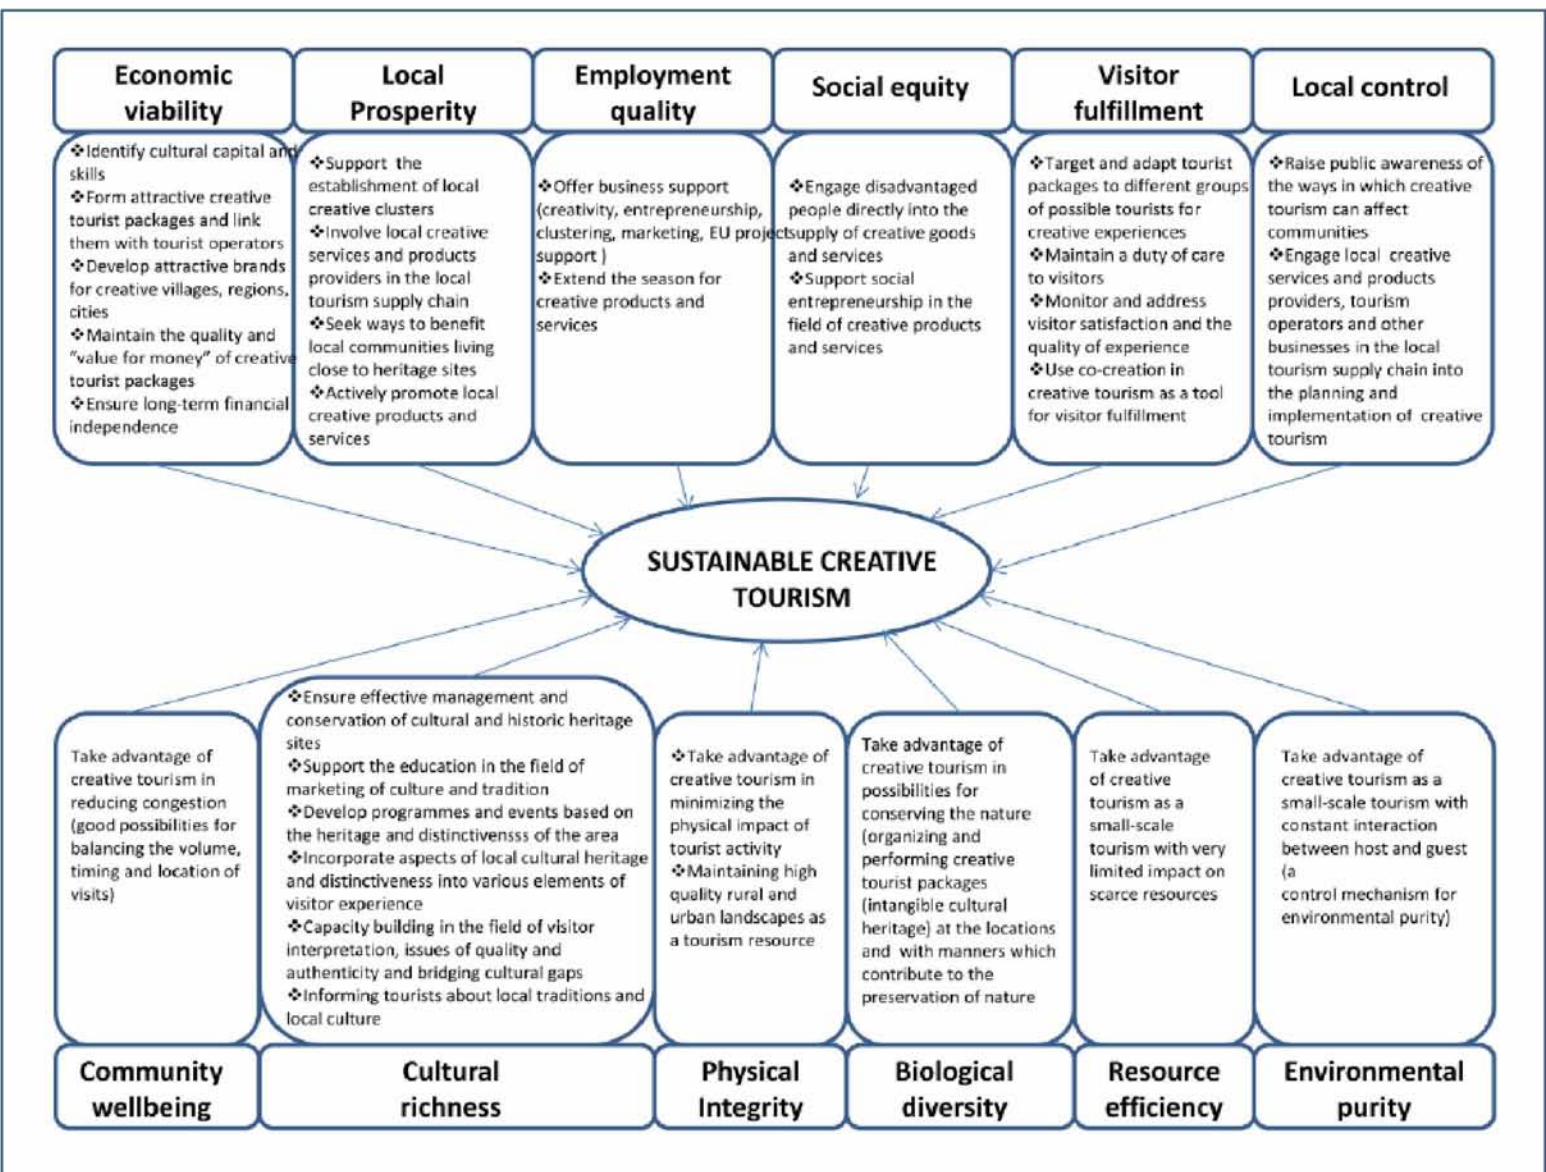 Economic
viability
Local
Prosperity
Employment
quality
Social equity
Visitor
fulfillment
Local control
❖Identify cultural capital and
skills
❖Form attractive creative
tourist packages and link
them with tourist operators
❖Develop attractive brands
for creative villages, regions,
cities
❖Maintain the quality and
"value for money" of creative
tourist packages
❖Ensure long-term financial
independence
❖Support the
establishment of local
creative clusters
❖Involve local creative
services and products
providers in the local
tourism supply chain
❖Seek ways to benefit
local communities living
close to heritage sites
❖Actively promote local
creative products and
services
❖Offer business support
(creativity, entrepreneurship,
clustering, marketing, EU project
support )
❖Extend the season for
creative products and
services
❖Engage disadvantaged
people directly into the
supply of creative goods
and services
❖Support social
entrepreneurship in the
field of creative products
and services
❖Target and adapt tourist
packages to different groups
of possible tourists for
creative experiences
❖Maintain a duty of care
to visitors
❖Monitor and address
visitor satisfaction and the
quality of experience
❖Use co-creation in
creative tourism as a tool
for visitor fulfillment
❖Raise public awareness of
the ways in which creative
tourism can affect
communities
❖Engage local creative
services and products
providers, tourism
operators and other
businesses in the local
tourism supply chain into
the planning and
implementation of creative
tourism
SUSTAINABLE CREATIVE
TOURISM
Take advantage of
creative tourism in
reducing congestion
(good possibilities for
balancing the volume,
timing and location of
visits)
❖Ensure effective management and
conservation of cultural and historic heritage
sites
❖Support the education in the field of
marketing of culture and tradition
❖Develop programmes and events based on
the heritage and distinctivensss of the area
❖Incorporate aspects of local cultural heritage
and distinctiveness into various elements of
visitor experience
❖Capacity building in the field of visitor
interpretation, issues of quality and
authenticity and bridging cultural gaps
❖Informing tourists about local traditions and
local culture
❖Take advantage of
creative tourism in
minimizing the
physical impact of
tourist activity
❖Maintaining high
quality rural and
urban landscapes as
a tourism resource
Take advantage of
creative tourism in
possibilities for
conserving the nature
(organizing and
performing creative
tourist packages
(intangible cultural
heritage) at the locations
and with manners which
contribute to the
preservation of nature
Take advantage
of creative
tourism as a
small-scale
tourism with very
limited impact on
scarce resources
Take advantage of
creative tourism as a
small-scale tourism with
constant interaction
between host and guest
(a
control mechanism for
environmental purity)
Community
wellbeing
Cultural
richness
Physical
Integrity
Biological
diversity
Resource
efficiency
Environmental
purity